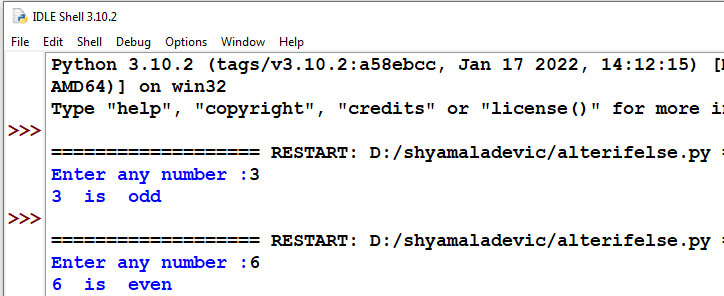 IDLE Shell 3.10.2
File Edit Shell Debug Options Window Help
Python 3.10.2 (tags/v3.10.2:a58ebcc, Jan 17 2022, 14:12:15) [
AMD64)] on win32
Type "help", "copyright", "credits" or "license()" for more
>>>
=================== RESTART: D:/shyamaladevic/alterifelse.py =
Enter any number :3
3  is  odd
>>>
=================== RESTART: D:/shyamaladevic/alterifelse.py =
Enter any number :6
6  is  even